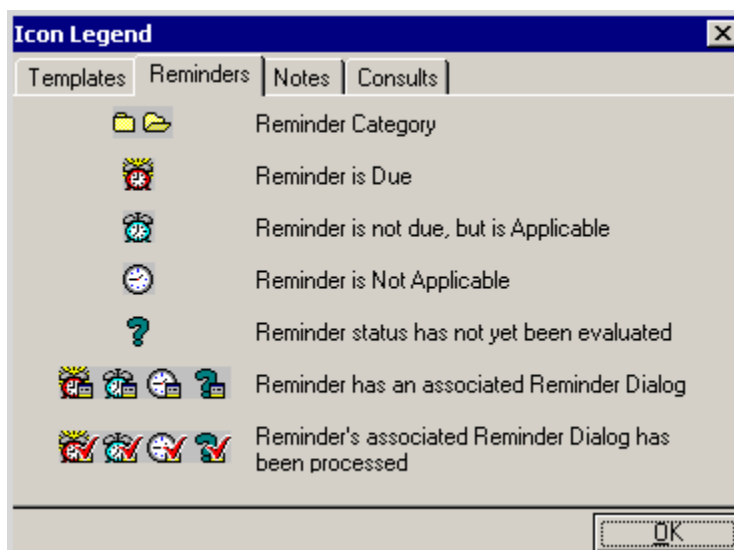 Icon Legend
Templates Reminders Notes Consults
Reminder Category
Reminder is Due
Reminder is not due, but is Applicable
Reminder is Not Applicable
Reminder status has not yet been evaluated
Reminder has an associated Reminder Dialog
Reminder's associated Reminder Dialog has
been processed
OK